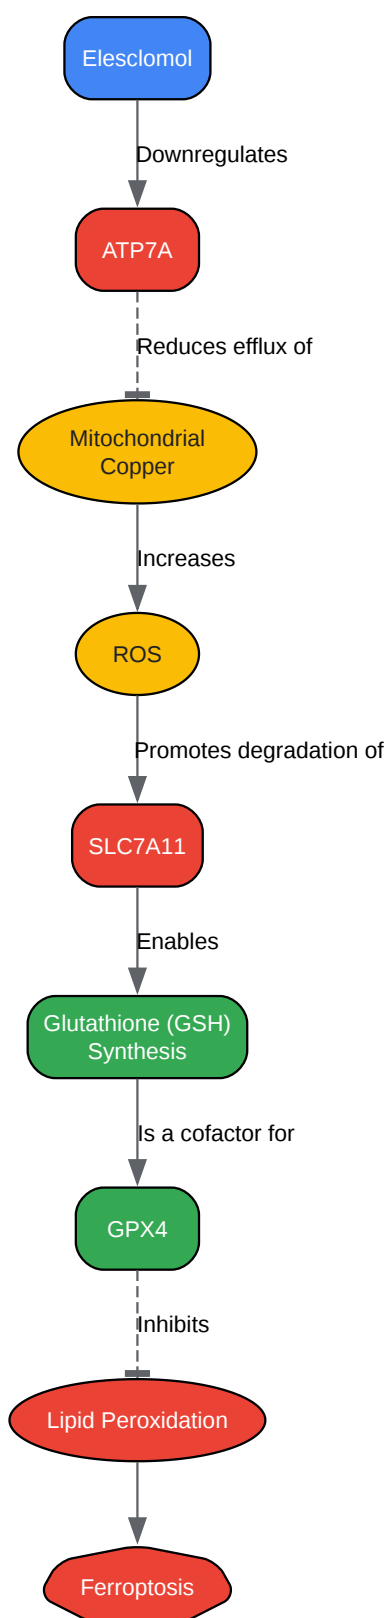 Elesclomol
Downregulates
ATP7A
Reduces efflux of
Mitochondrial
Copper
Increases
ROS
Promotes degradation of
SLC7A11
Enables
Glutathione (GSH)
Synthesis
Is a cofactor for
GPX4
Inhibits
Lipid Peroxidation
Ferroptosis